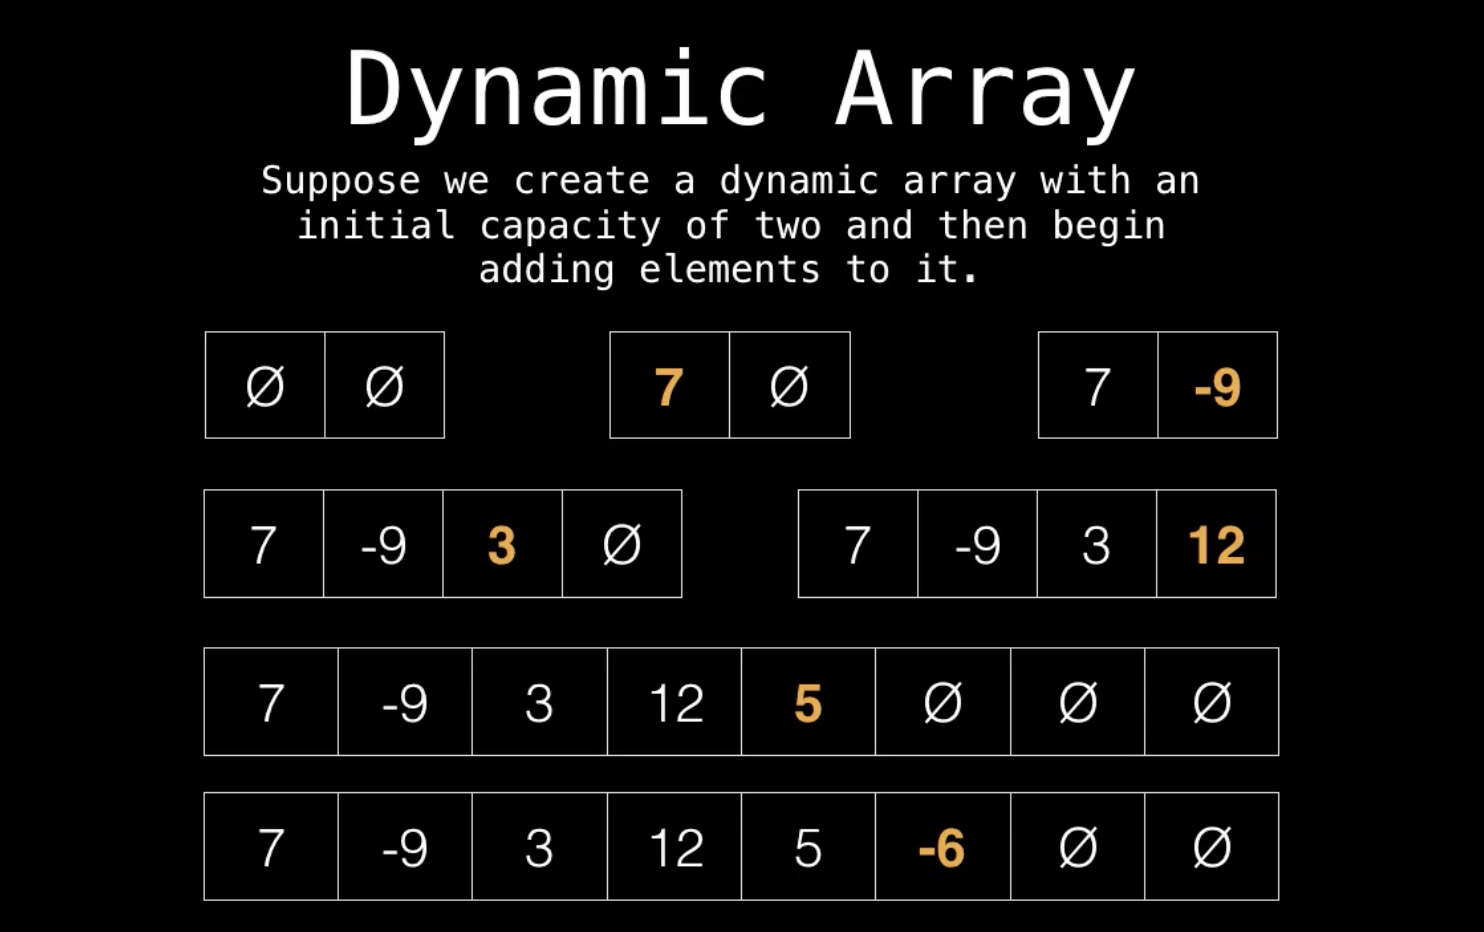 Dynamic Array
Suppose we create a dynamic array with an
initial capacity of two and then begin
adding elements to it.
Ø Ø 7 Ø 7 -9
7 -9 3 Ø 7 -9 3 12
7 -9 3 12 5 Ø Ø Ø
7 -9 3 12 5 -6 Ø Ø